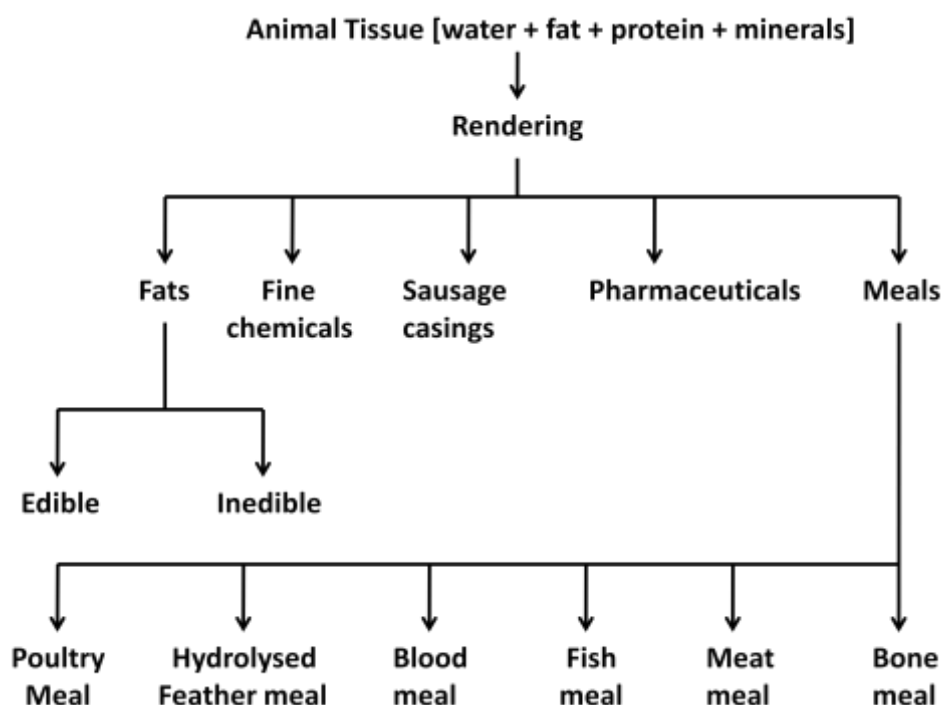 Animal Tissue [water + fat + protein + minerals]
Rendering
Fats
Fine
chemicals
Sausage
casings
Pharmaceuticals
Meals
Edible
Inedible
Poultry
Meal
Hydrolysed
Feather meal
Blood
meal
Fish
meal
Meat
meal
Bone
meal